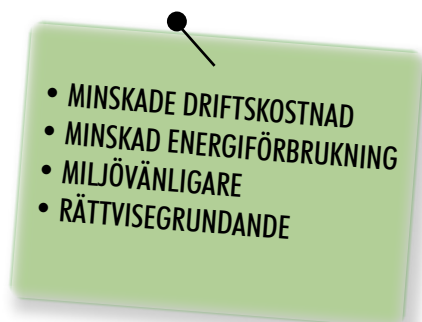 • MINSKADE DRIFTSKOSTNAD
• MINSKAD ENERGIFÖRBRUKNING
• MILJÖVÄNLIGARE
• RÄTTVISEGRUNDANDE